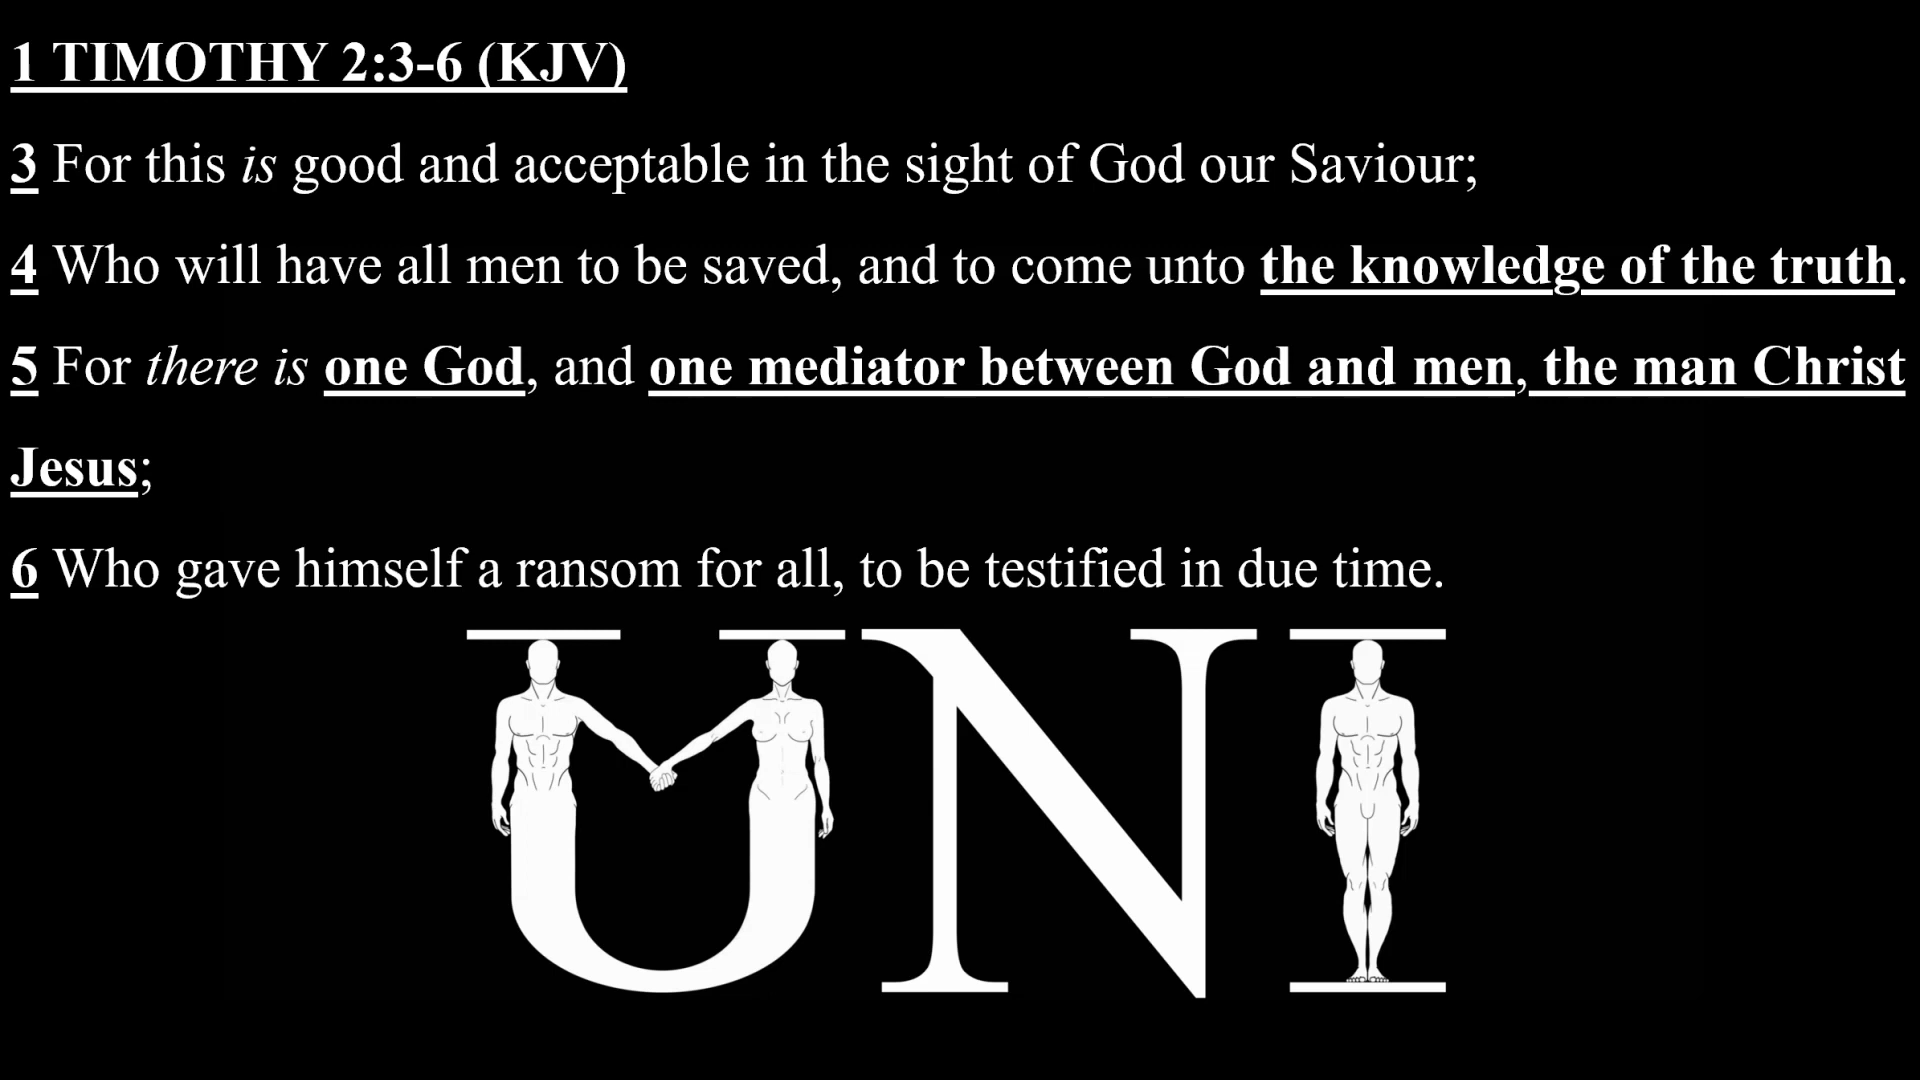 1 TIMOTHY 2:3-6 (KJV)
3 For this is good and acceptable in the sight of God our Saviour;
4 Who will have all men to be saved, and to come unto the knowledge of the truth.
5 For there is one God, and one mediator between God and men, the man Christ
Jesus;
6 Who gave himself a ransom for all, to be testified in due time.
UNI